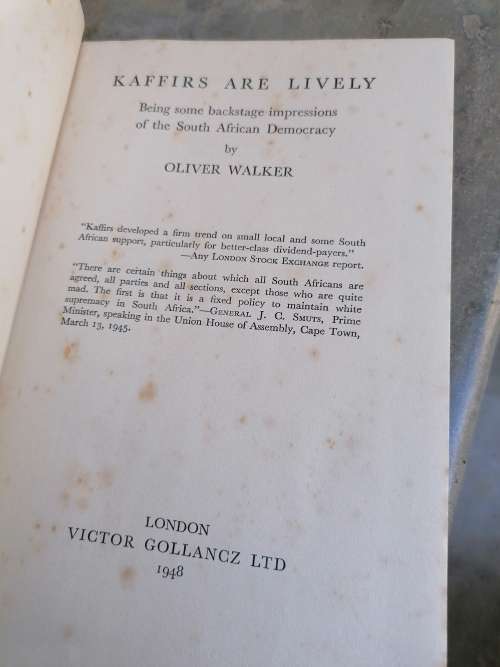 KAFFIRS ARE LIVELY
Being some backstage impressions
of the South African Democracy
by
OLIVER WALKER
"Kaffirs developed a firm trend on small local and some South
African support, particularly for better-class dividend-payers."
—Any LONDON STOCK EXCHANGE report.
"There are certain things about which all South Africans are
agreed, all parties and all sections, except those who are quite
mad. The first is that it is a fixed policy to maintain white
supremacy in South Africa."—GENERAL J. C. SMUTS, Prime
Minister, speaking in the Union House of Assembly, Cape Town,
March 13, 1945.
LONDON
VICTOR GOLLANCZ LTD
1948